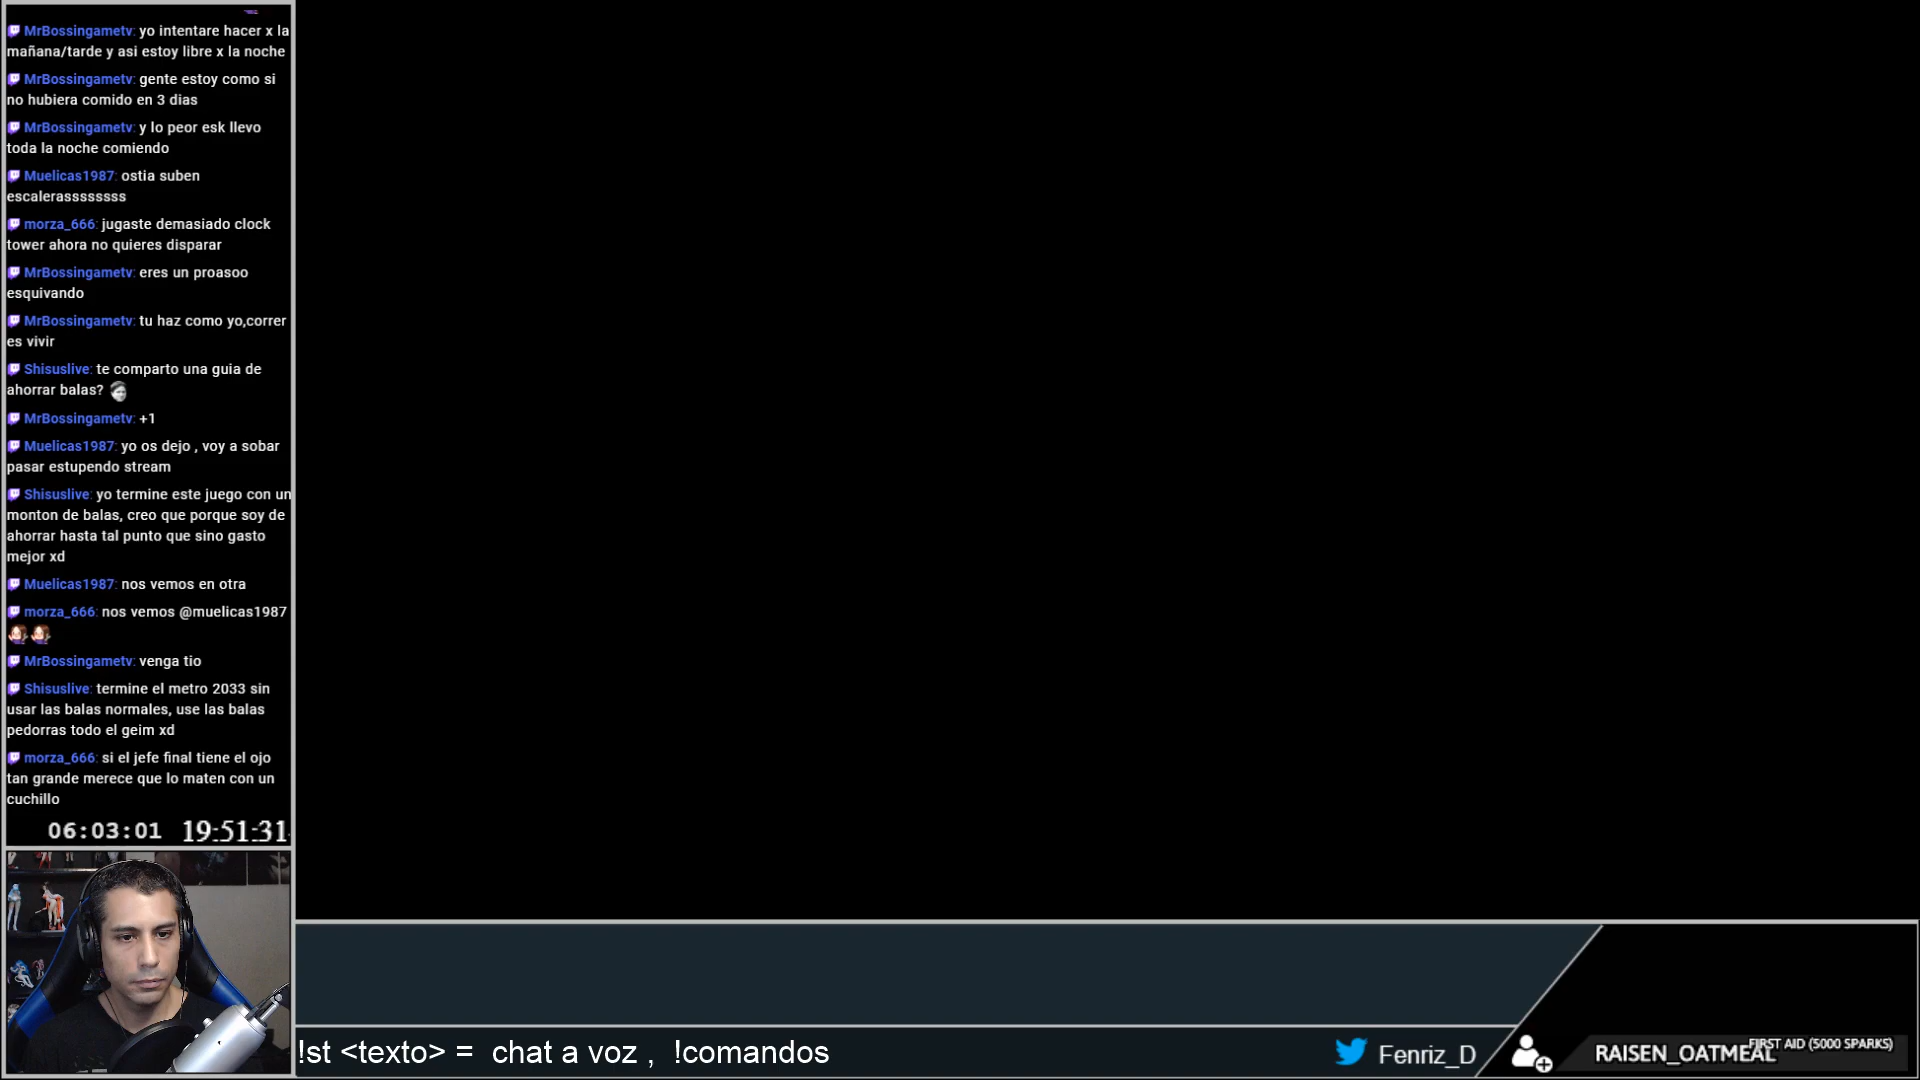 MrBossingametv: yo intentare hacer x la
mañana/tarde y asi estoy libre x la noche
MrBossingametv: gente estoy como si
no hubiera comido en 3 dias
MrBossingametv: y lo peor esk llevo
toda la noche comiendo
Muelicas1987: ostia suben
escalerassssssss
morza_666: jugaste demasiado clock
tower ahora no quieres disparar
MrBossingametv: eres un proasoo
esquivando
MrBossingametv: tu haz como yo,correr
es vivir
Shisuslive: te comparto una guia de
ahorrar balas?
MrBossingametv: +1
Muelicas1987: yo os dejo , voy a sobar
pasar estupendo stream
Shisuslive: yo termine este juego con un
monton de balas, creo que porque soy de
ahorrar hasta tal punto que sino gasto
mejor xd
Muelicas1987: nos vemos en otra
morza_666: nos vemos @muelicas1987
MrBossingametv: venga tio
Shisuslive: termine el metro 2033 sin
usar las balas normales, use las balas
pedorras todo el geim xd
morza_666: si el jefe final tiene el ojo
tan grande merece que lo maten con un
cuchillo
06:03:01 19:51:31
!st <texto> = chat a voz , !comandos
Fenriz_D
RAISEN_OATMEAL
FIRST AID (5000 SPARKS)